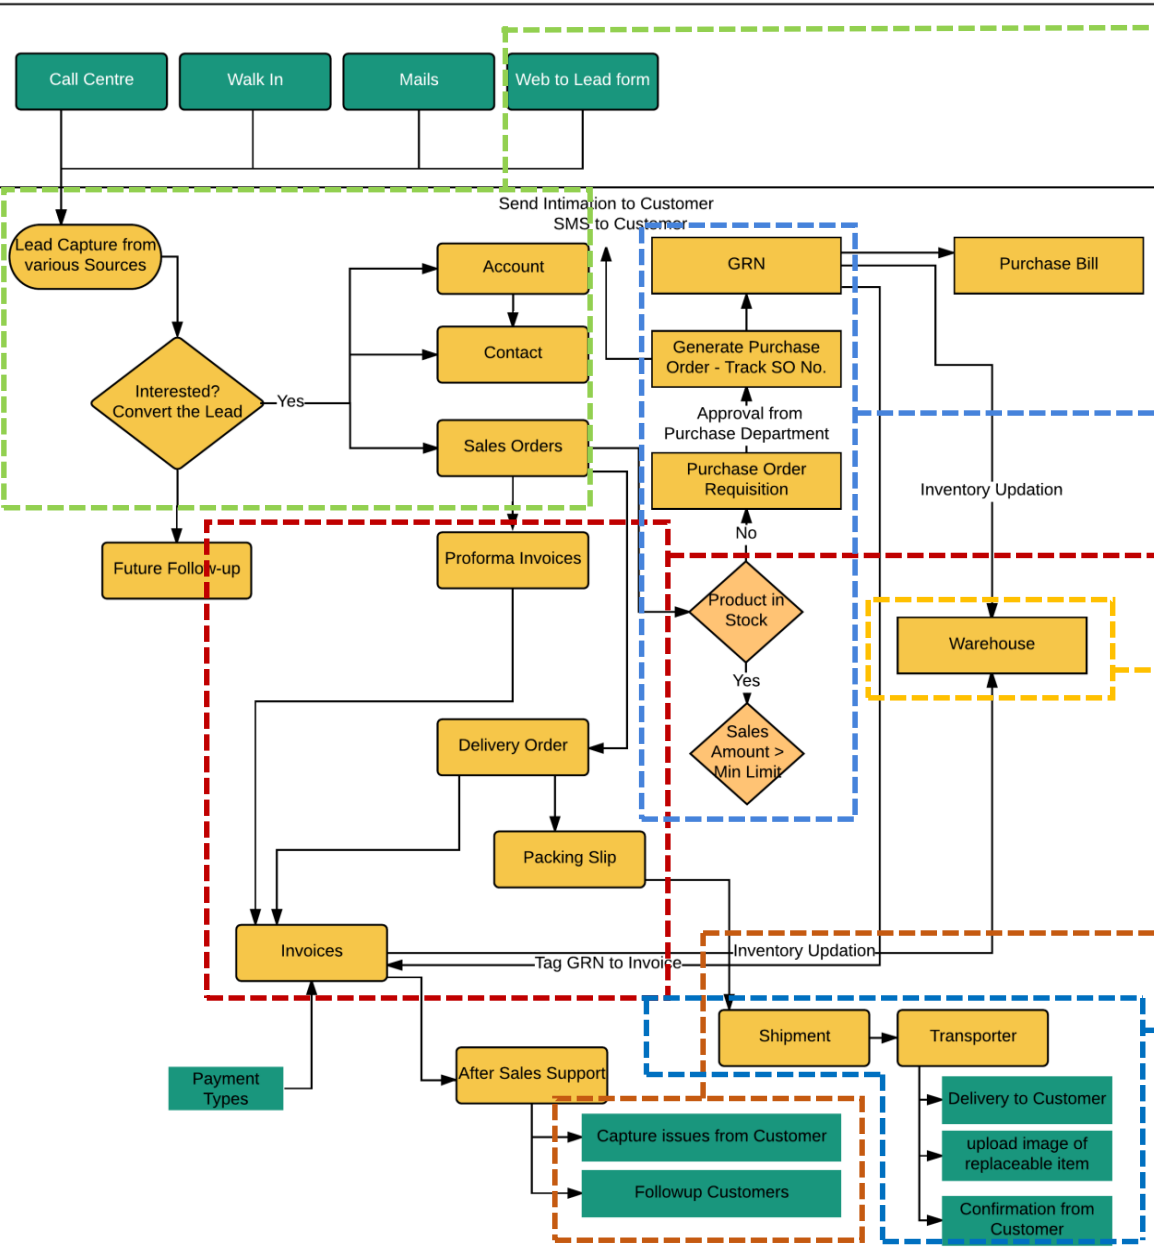 Call Centre
Walk In
Mails
Web to Lead form
Send Intimation to Customer
SMS to Customer
Lead Capture from
various Sources
Account
GRN
Purchase Bill
Contact
Generate Purchase
Order - Track SO No.
Interested?
Convert the Lead
Yes
Approval from
Purchase Department
Sales Orders
Purchase Order
Requisition
Inventory Updation
No
Proforma Invoices
Future Follow-up
Product in
Stock
Warehouse
Yes
Delivery Order
Sales
Amount >
Min Limit
Packing Slip
Invoices
Inventory Updation
Tag GRN to Invoice
Shipment
Transporter
After Sales Support
Payment
Types
Delivery to Customer
Capture issues from Customer
upload image of
replaceable item
Followup Customers
Confirmation from
Customer